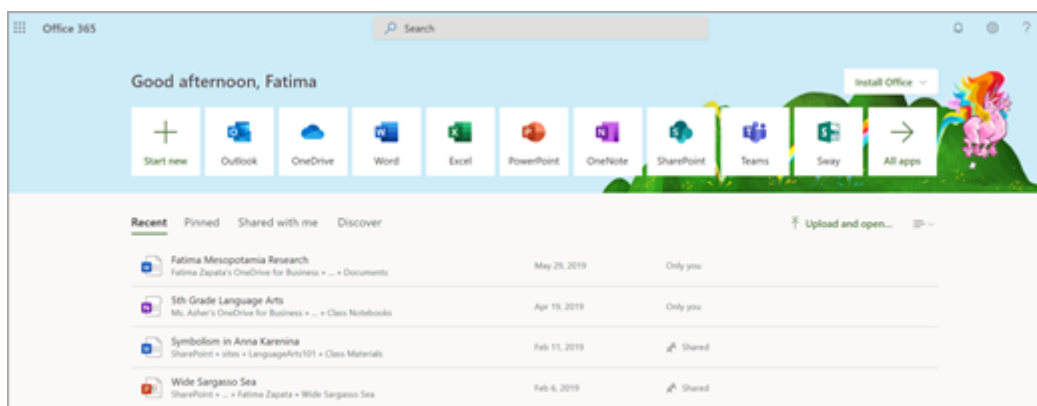 Office 365
Search
?
Good afternoon, Fatima
Install Office
Start new Outlook OneDrive Word Excel PowerPoint OneNote SharePoint Teams Sway All apps
Recent Pinned Shared with me Discover Upload and open...
Fatima Mesopotamia Research May 29, 2019 Only you
Fatima Zapata's OneDrive for Business » ... » Documents
5th Grade Language Arts Apr 19, 2019 Only you
Ms. Asher's OneDrive for Business » ... » Class Notebooks
Symbolism in Anna Karenina Feb 11, 2019 Shared
SharePoint » sites » LanguageArts101 » Class Materials
Wide Sargasso Sea Feb 6, 2019 Shared
SharePoint » ... » Fatima Zapata » Wide Sargasso Sea